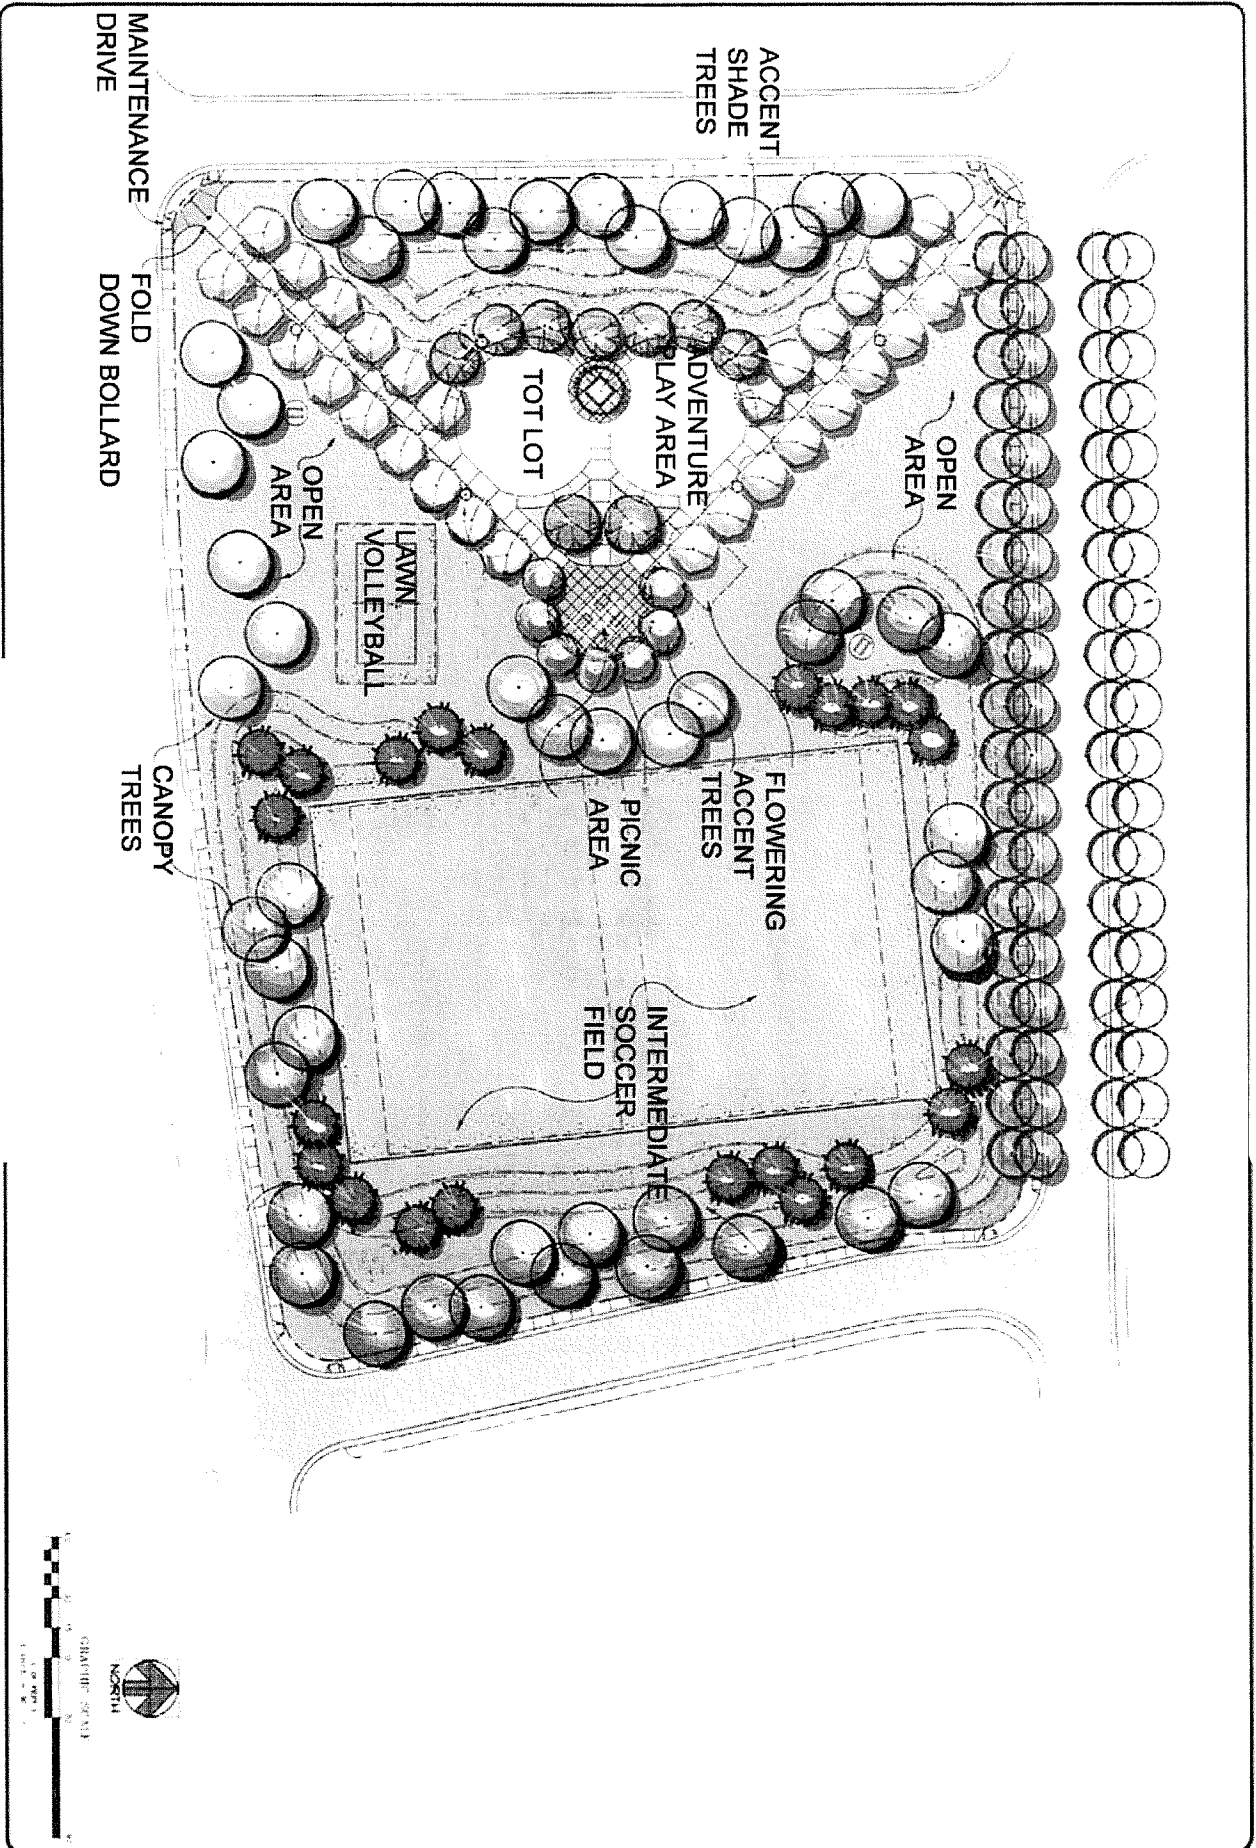 ACCENT
SHADE
TREES
MAINTENANCE
DRIVE
FOLD
DOWN BOLLARD
ADVENTURE
PLAY AREA
TOT LOT
OPEN
AREA
OPEN
AREA
LAWN
VOLLEYBALL
FLOWERING
ACCENT
TREES
PICNIC
AREA
CANOPY
TREES
INTERMEDIATE
SOCCER
FIELD
NORTH
GRAPHIC SCALE